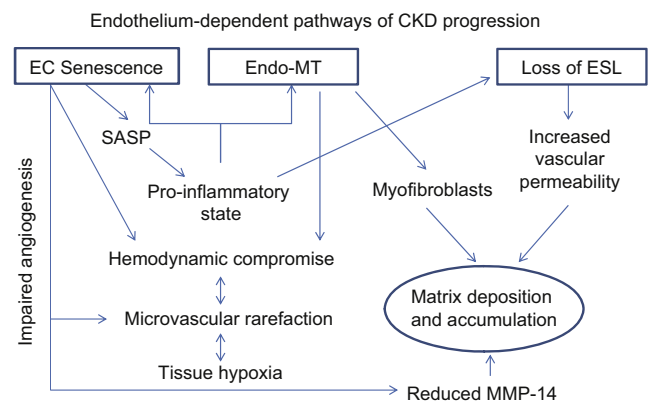 Endothelium-dependent pathways of CKD progression
EC Senescence
Endo-MT
Loss of ESL
SASP
Increased
vascular
permeability
Pro-inflammatory
state
Myofibroblasts
Impaired angiogenesis
Hemodynamic compromise
Microvascular rarefaction
Matrix deposition
and accumulation
Tissue hypoxia
Reduced MMP-14